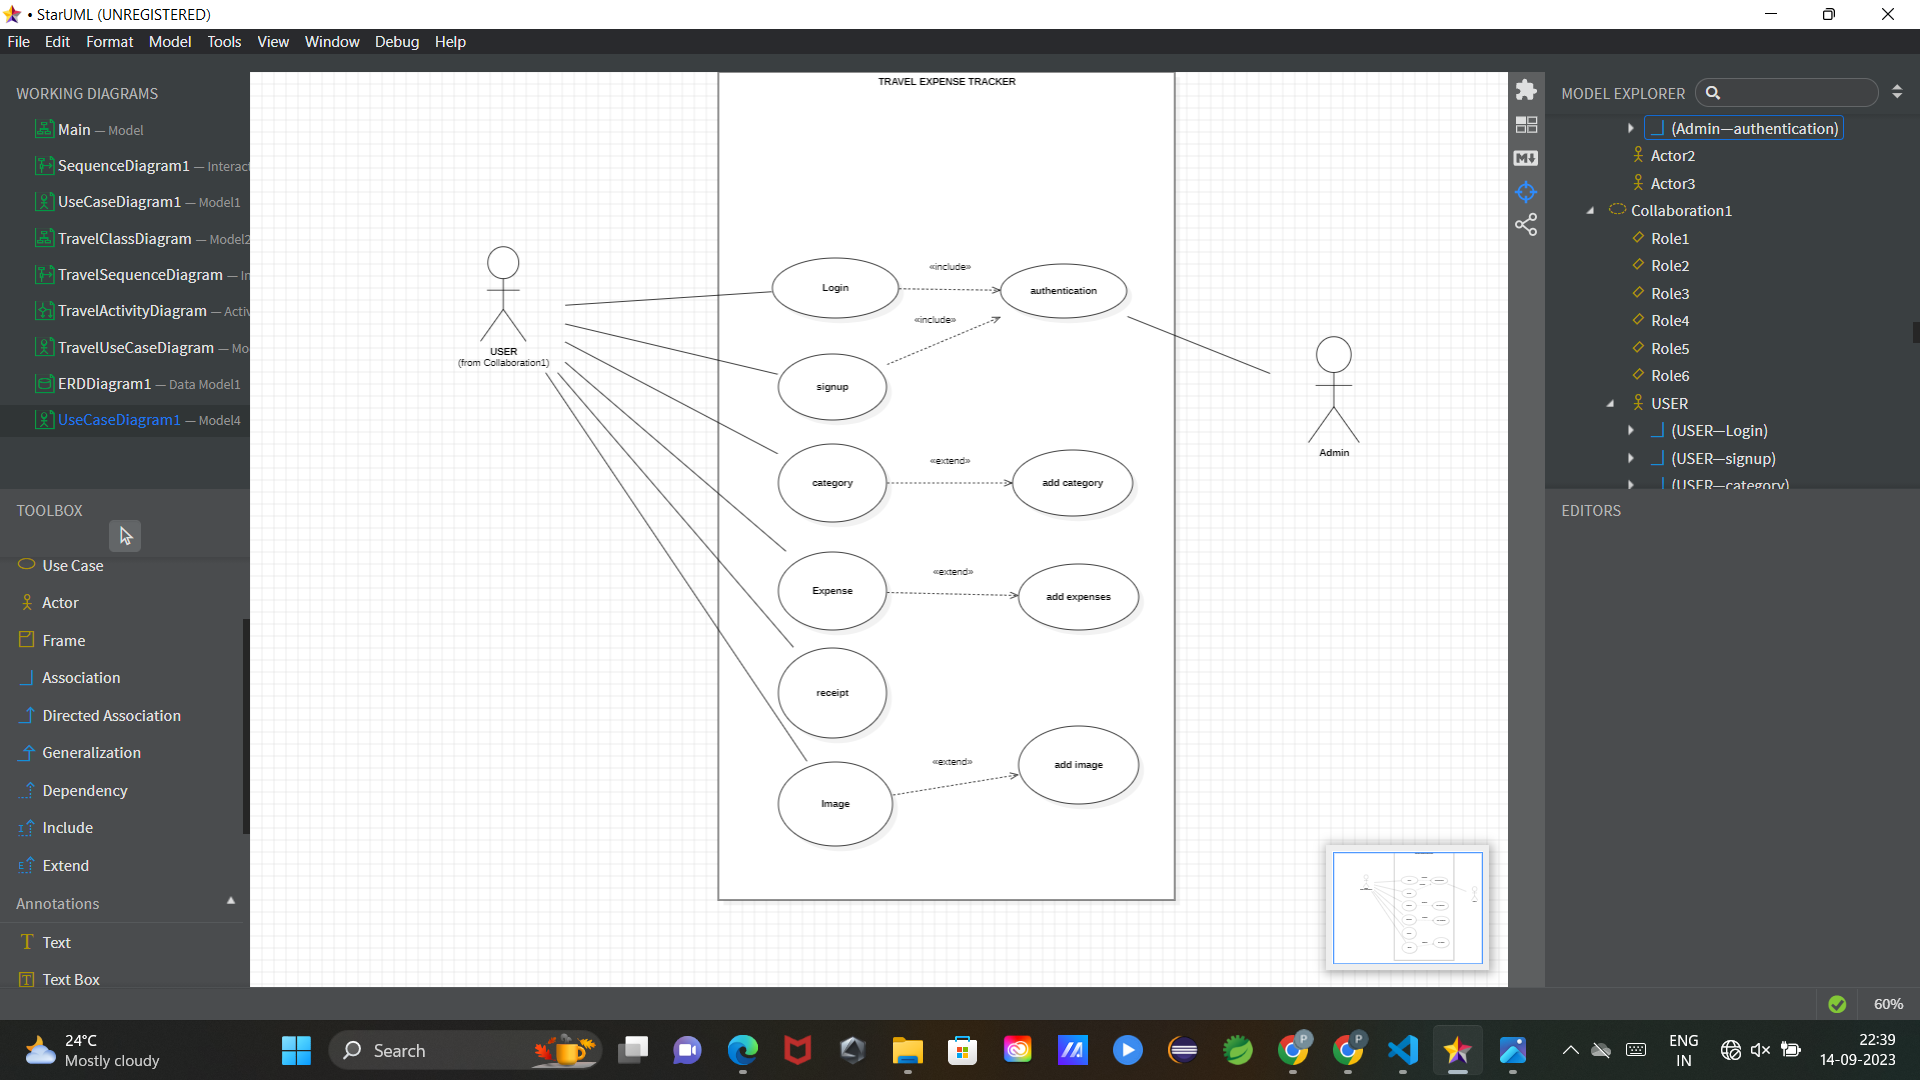 • StarUML (UNREGISTERED)
File Edit Format Model Tools View Window Debug Help
WORKING DIAGRAMS
Main — Model
SequenceDiagram1 — Interact
UseCaseDiagram1 — Model1
TravelClassDiagram — Model2
TravelSequenceDiagram — In
TravelActivityDiagram — Activ
TravelUseCaseDiagram — Mo
ERDDiagram1 — Data Model1
UseCaseDiagram1 — Model4
TOOLBOX
Use Case
Actor
Frame
Association
Directed Association
Generalization
Dependency
Include
Extend
Annotations
Text
Text Box
TRAVEL EXPENSE TRACKER
USER
(from Collaboration1)
Login
«include»
authentication
«include»
signup
category
«extend»
add category
Expense
«extend»
add expenses
receipt
Image
«extend»
add image
Admin
MODEL EXPLORER
(Admin—authentication)
Actor2
Actor3
Collaboration1
Role1
Role2
Role3
Role4
Role5
Role6
USER
(USER—Login)
(USER—signup)
(USER—category)
EDITORS
60%
24°C
Mostly cloudy
Search
P
P
ENG
IN
22:39
14-09-2023